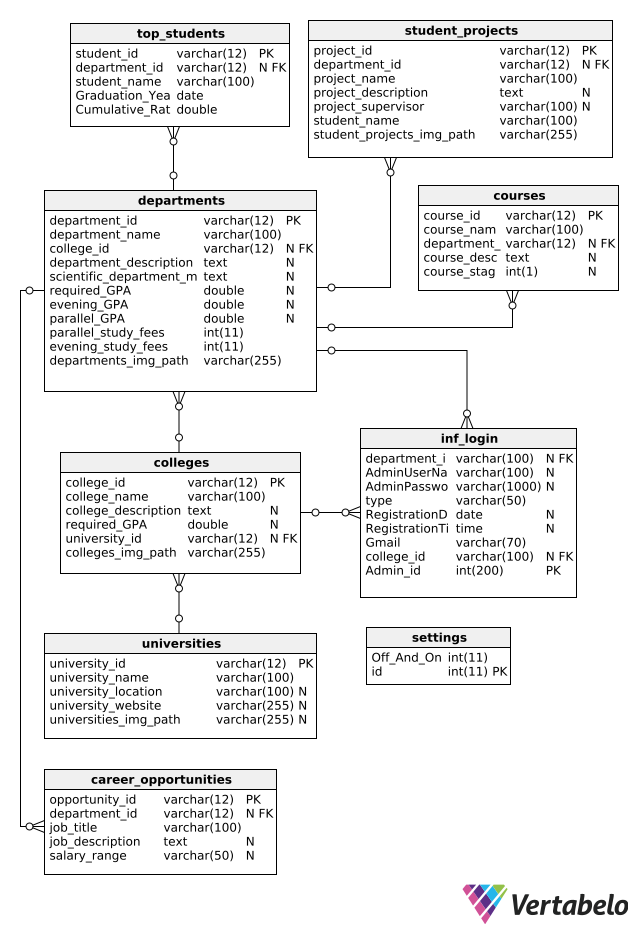 top_students
student_id varchar(12) PK
department_id varchar(12) N FK
student_name varchar(100)
Graduation_Yea date
Cumulative_Rat double
student_projects
project_id varchar(12) PK
department_id varchar(12) N FK
project_name varchar(100)
project_description text N
project_supervisor varchar(100) N
student_name varchar(100)
student_projects_img_path varchar(255)
departments
department_id varchar(12) PK
department_name varchar(100)
college_id varchar(12) N FK
department_description text N
scientific_department_m text N
required_GPA double N
evening_GPA double N
parallel_GPA double N
parallel_study_fees int(11)
evening_study_fees int(11)
departments_img_path varchar(255)
courses
course_id varchar(12) PK
course_nam varchar(100)
department_ varchar(12) N FK
course_desc text N
course_stag int(1) N
colleges
college_id varchar(12) PK
college_name varchar(100)
college_description text N
required_GPA double N
university_id varchar(12) N FK
colleges_img_path varchar(255)
inf_login
department_i varchar(100) N FK
AdminUserNa varchar(100) N
AdminPasswo varchar(1000) N
type varchar(50)
RegistrationD date N
RegistrationTi time N
Gmail varchar(70)
college_id varchar(100) N FK
Admin_id int(200) PK
universities
university_id varchar(12) PK
university_name varchar(100)
university_location varchar(100) N
university_website varchar(255) N
universities_img_path varchar(255) N
settings
Off_And_On int(11)
id int(11) PK
career_opportunities
opportunity_id varchar(12) PK
department_id varchar(12) N FK
job_title varchar(100)
job_description text N
salary_range varchar(50) N
Vertabelo